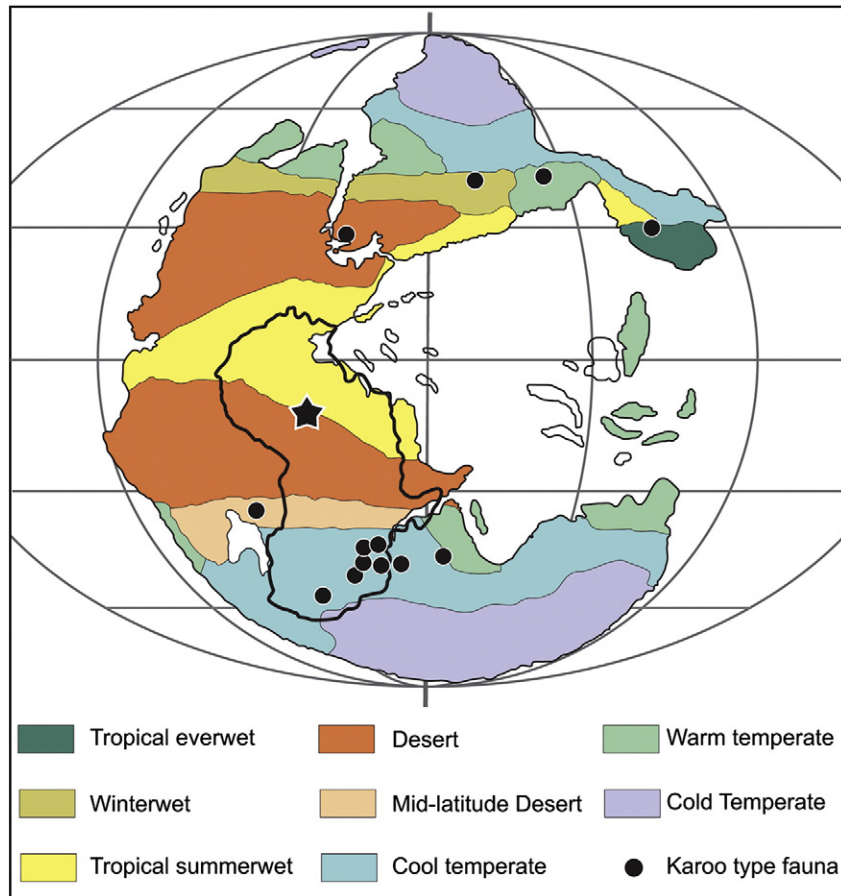 Tropical everwet
Desert
Warm temperate
Winterwet
Mid-latitude Desert
Cold Temperate
Tropical summerwet
Cool temperate
Karoo type fauna